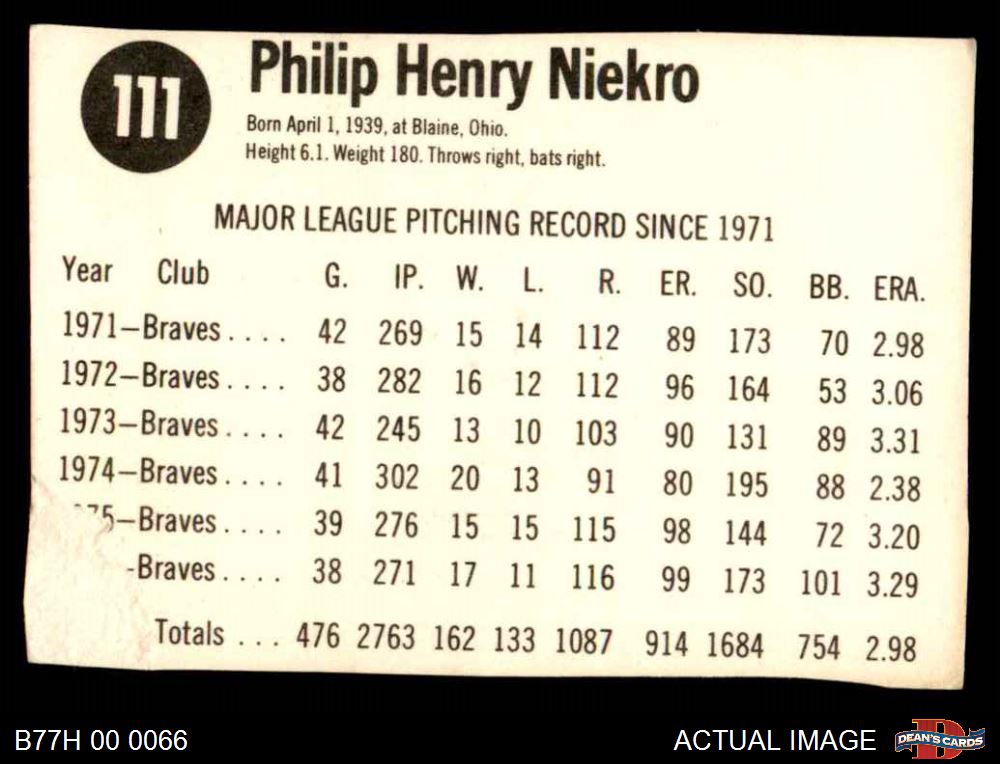 111
Philip Henry Niekro
Born April 1, 1939, at Blaine, Ohio.
Height 6.1. Weight 180. Throws right, bats right.
MAJOR LEAGUE PITCHING RECORD SINCE 1971
Year Club G. IP. W. L. R. ER. SO. BB. ERA.
1971—Braves .... 42 269 15 14 112 89 173 70 2.98
1972—Braves .... 38 282 16 12 112 96 164 53 3.06
1973—Braves .... 42 245 13 10 103 90 131 89 3.31
1974—Braves .... 41 302 20 13 91 80 195 88 2.38
75—Braves .... 39 276 15 15 115 98 144 72 3.20
-Braves .... 38 271 17 11 116 99 173 101 3.29
Totals ... 476 2763 162 133 1087 914 1684 754 2.98
B77H 00 0066
ACTUAL IMAGE
DEAN'S CARDS